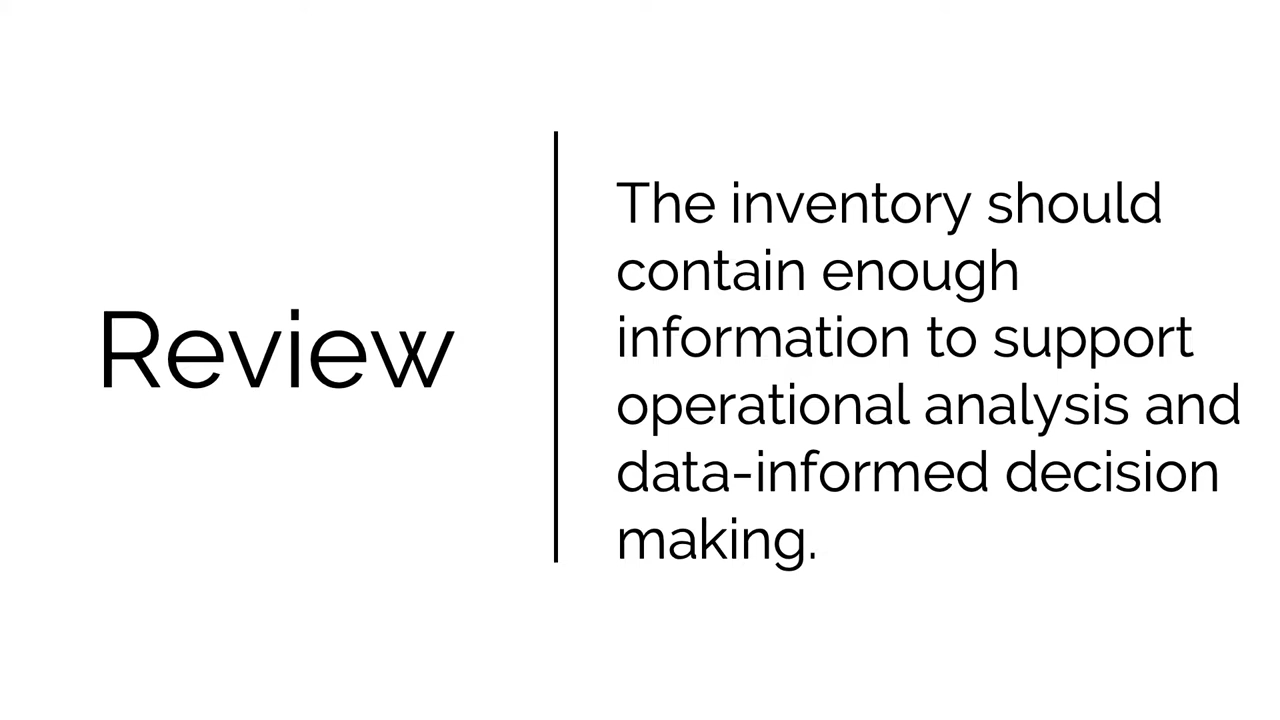 Review
The inventory should
contain enough
information to support
operational analysis and
data-informed decision
making.